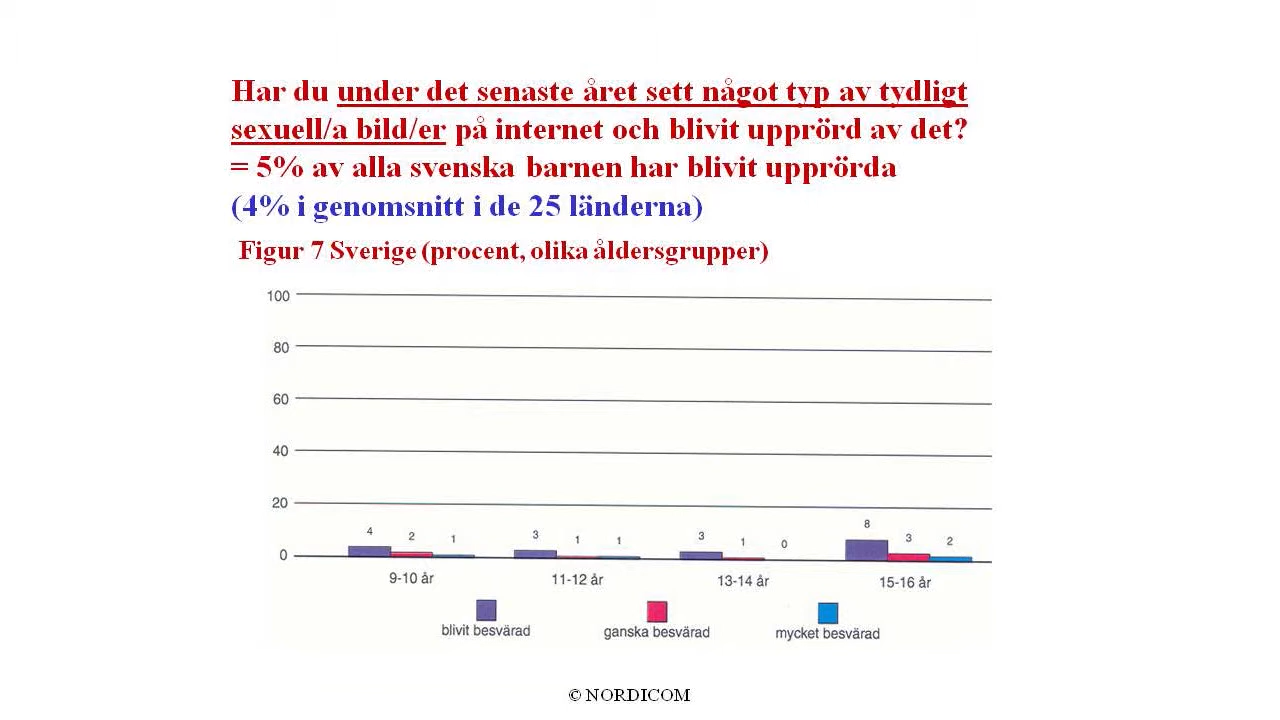 Har du under det senaste året sett något typ av tydligt
sexuell/a bild/er på internet och blivit upprörd av det?
= 5% av alla svenska barnen har blivit upprörda
(4% i genomsnitt i de 25 länderna)
Figur 7 Sverige (procent, olika åldersgrupper)
100
80
60
40
20
0
4 2 1 3 1 1 3 1 0 8 3 2
9-10 år 11-12 år 13-14 år 15-16 år
blivit besvärad ganska besvärad mycket besvärad
© NORDICOM